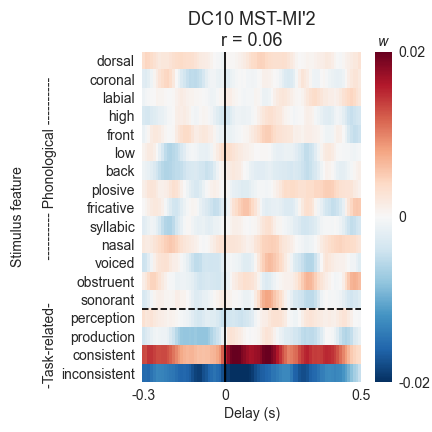 DC10 MST-MI'2
r = 0.06
w
Stimulus feature
---------- Phonological ----------
-Task-related-
dorsal
coronal
labial
high
front
low
back
plosive
fricative
syllabic
nasal
voiced
obstruent
sonorant
perception
production
consistent
inconsistent
0.02
0
-0.02
-0.3 0 0.5
Delay (s)